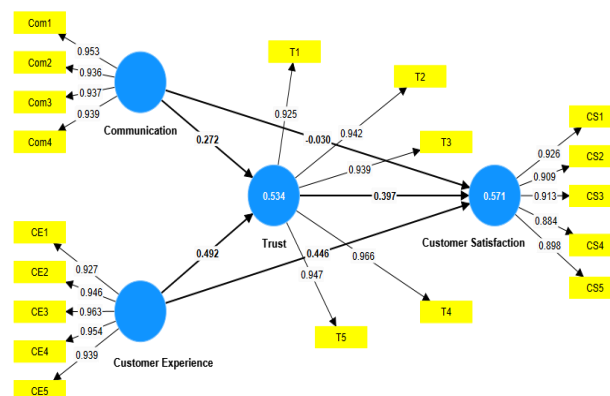 Com1
Com2
Com3
Com4
0.953
0.936
0.937
0.939
Communication
T1
T2
T3
0.925
0.942
0.939
CS1
CS2
CS3
CS4
CS5
0.926
0.909
0.913
0.884
0.898
0.272
-0.030
0.534
0.397
0.571
Trust
Customer Satisfaction
0.492
0.446
CE1
CE2
CE3
CE4
CE5
0.927
0.946
0.963
0.954
0.939
Customer Experience
0.947
0.966
T5
T4